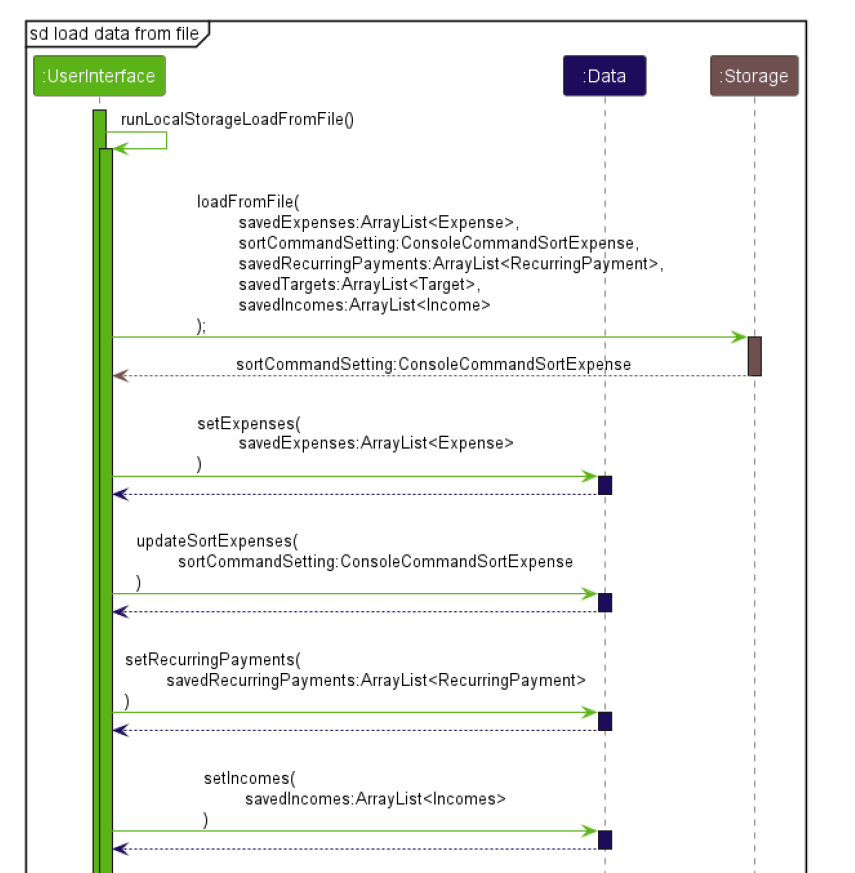 sd load data from file
:UserInterface
:Data
:Storage
runLocalStorageLoadFromFile()
loadFromFile(
savedExpenses:ArrayList<Expense>,
sortCommandSetting:ConsoleCommandSortExpense,
savedRecurringPayments:ArrayList<RecurringPayment>,
savedTargets:ArrayList<Target>,
savedIncomes:ArrayList<Income>
);
sortCommandSetting:ConsoleCommandSortExpense
setExpenses(
savedExpenses:ArrayList<Expense>
)
updateSortExpenses(
sortCommandSetting:ConsoleCommandSortExpense
)
setRecurringPayments(
savedRecurringPayments:ArrayList<RecurringPayment>
)
setIncomes(
savedIncomes:ArrayList<Incomes>
)